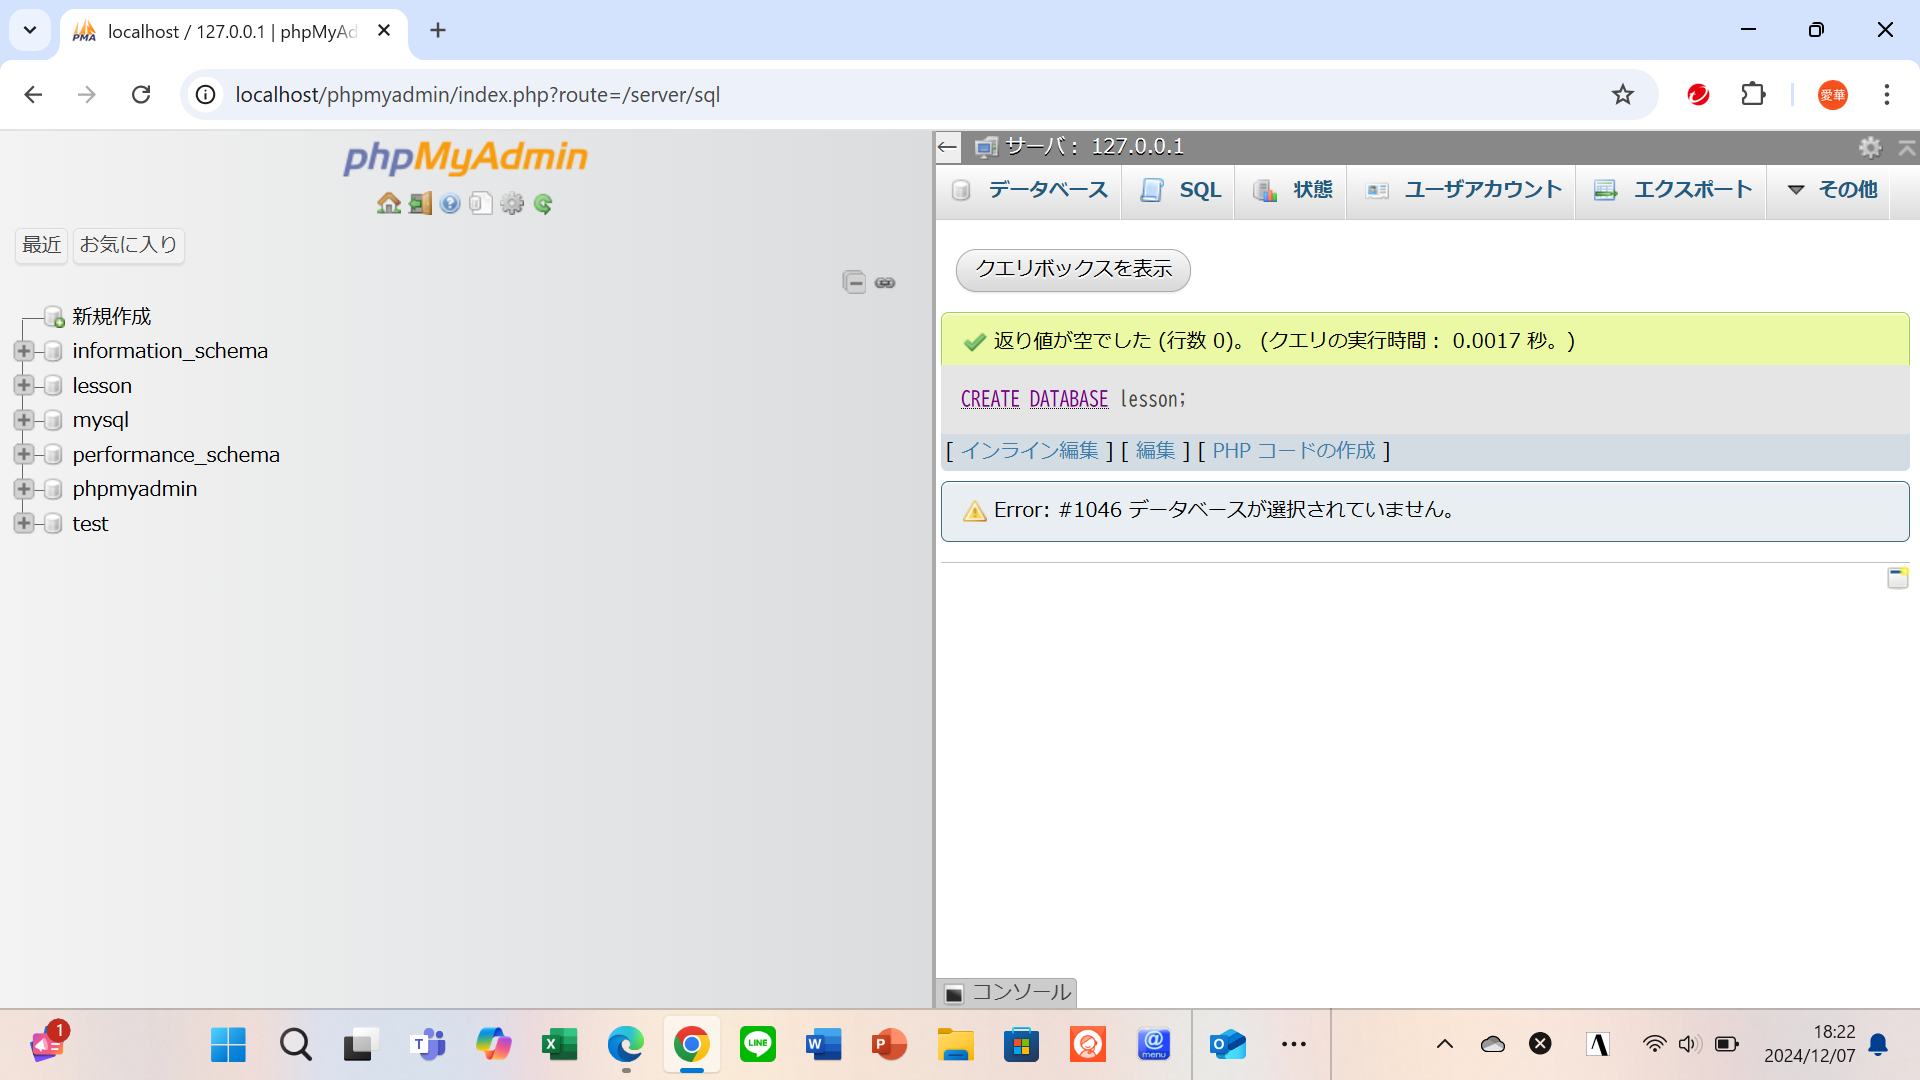 localhost / 127.0.0.1 | phpMyAd
localhost/phpmyadmin/index.php?route=/server/sql
愛華
phpMyAdmin
最近 お気に入り
新規作成
information_schema
lesson
mysql
performance_schema
phpmyadmin
test
サーバ： 127.0.0.1
データベース SQL 状態 ユーザアカウント エクスポート その他
クエリボックスを表示
返り値が空でした (行数 0)。 (クエリの実行時間： 0.0017 秒。)
CREATE DATABASE lesson;
[ インライン編集 ] [ 編集 ] [ PHP コードの作成 ]
Error: #1046 データベースが選択されていません。
コンソール
1
LINE
menu
18:22
2024/12/07